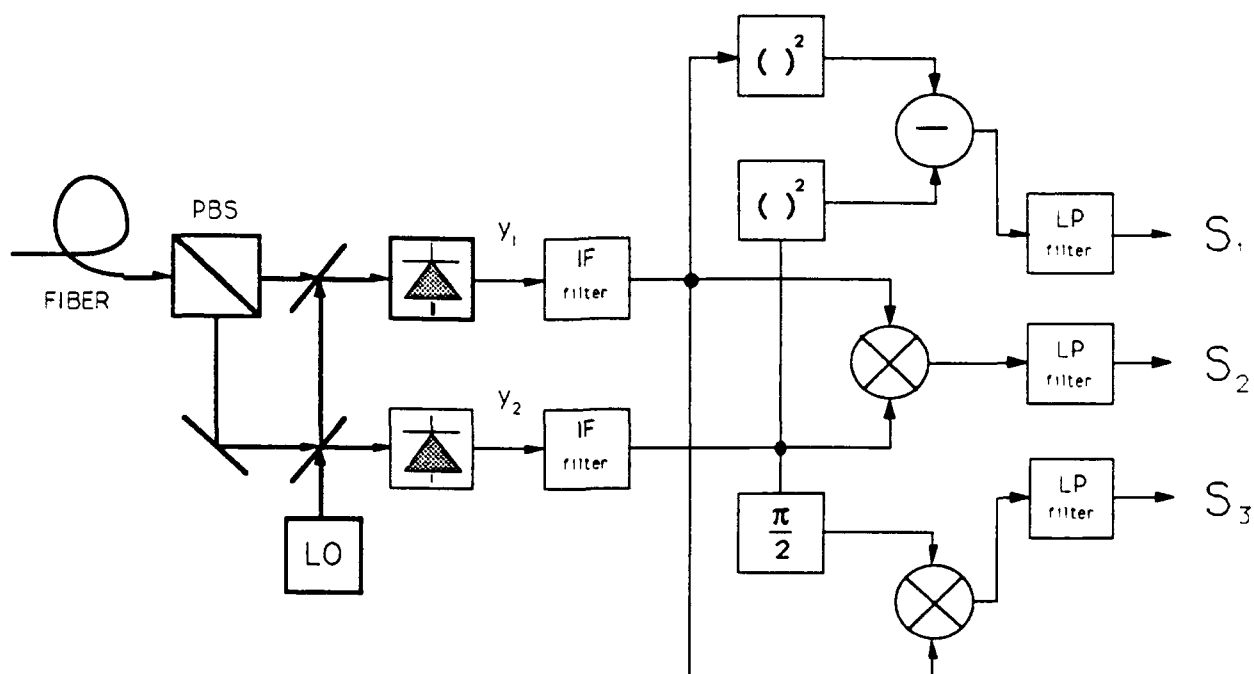 ( )²
PBS
FIBER
LO
y₁
IF
filter
y₂
IF
filter
( )²
−
π
2
LP
filter
S₁
LP
filter
S₂
LP
filter
S₃